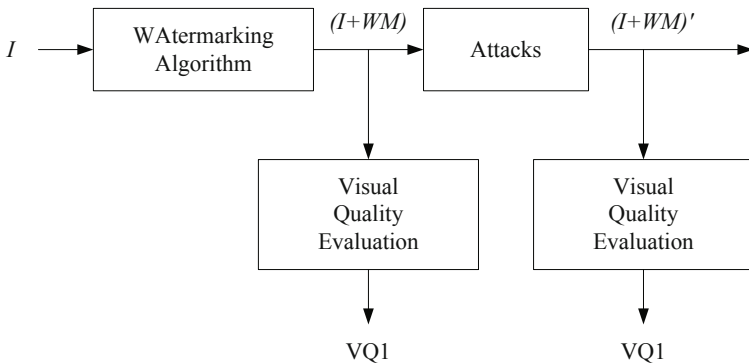 I
WAtermarking
Algorithm
(I+WM)
Attacks
(I+WM)'
Visual
Quality
Evaluation
Visual
Quality
Evaluation
VQ1
VQ1